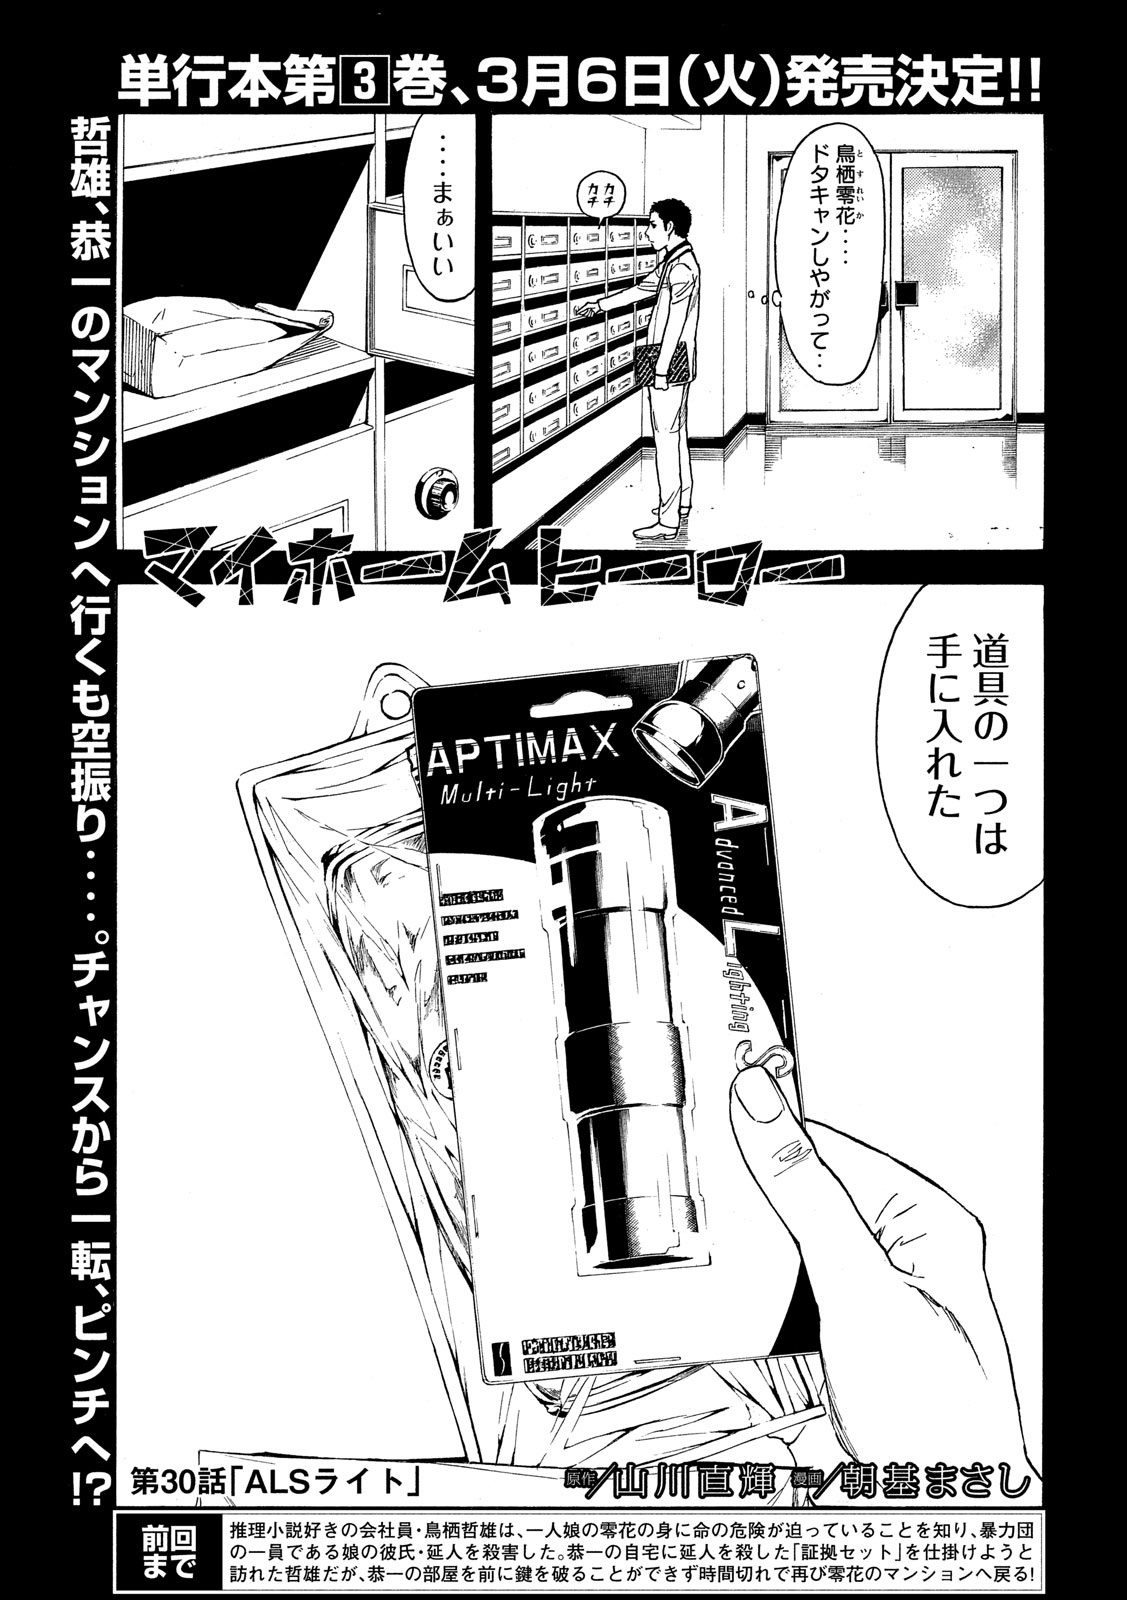 単行本第3巻、3月6日(火)発売決定!!
哲雄、恭一のマンションへ行くも空振り・・・・・。チャンスから一転、ピンチへ!?
鳥栖零花‥‥
とすれいか
ドタキャンしやがって‥
カチ
カチ
‥‥まぁいい
マイホームヒーロー
道具の一つは
手に入れた
APTIMAX
Multi-Light
Advanced Lighting S
第30話「ALSライト」
原作/山川直輝 漫画/朝基まさし
前回まで
推理小説好きの会社員・鳥栖哲雄は、一人娘の零花の身に命の危険が迫っていることを知り、暴力団
の一員である娘の彼氏・延人を殺害した。恭一の自宅に延人を殺した「証拠セット」を仕掛けようと
訪れた哲雄だが、恭一の部屋を前に鍵を破ることができず時間切れで再び零花のマンションへ戻る!